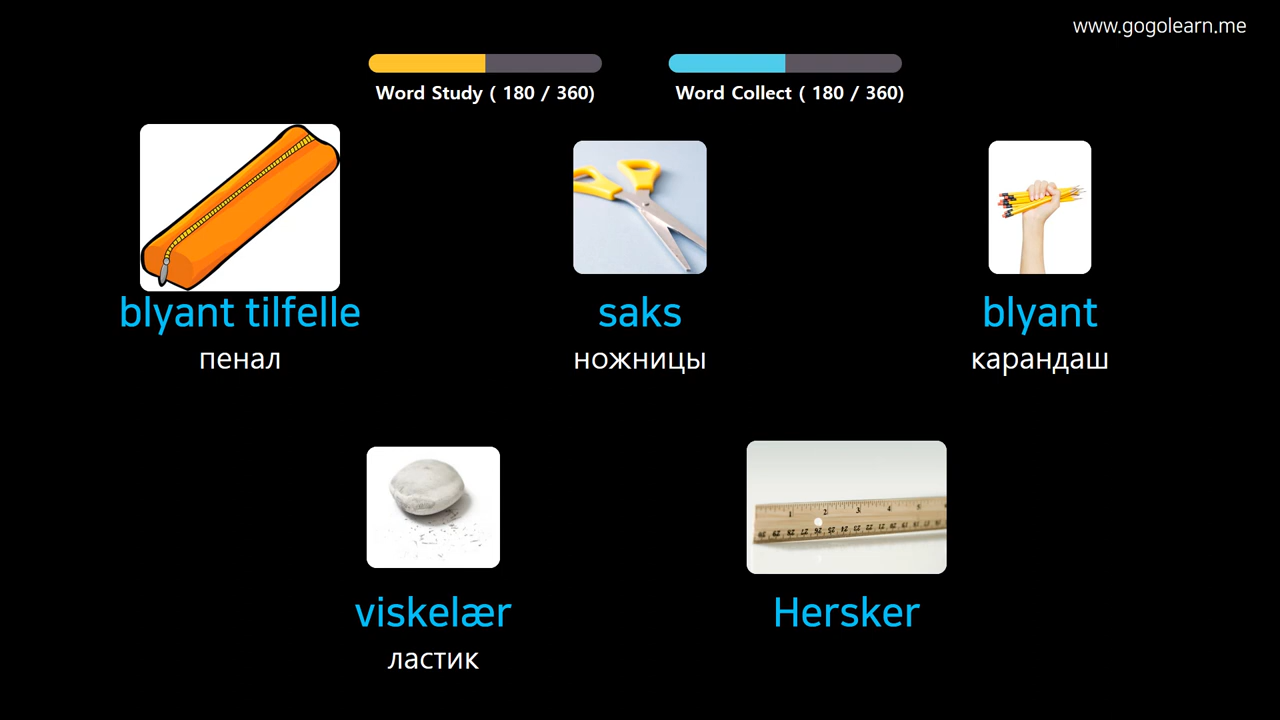 www.gogolearn.me
Word Study ( 180 / 360)
Word Collect ( 180 / 360)
blyant tilfelle
пенал
saks
ножницы
blyant
карандаш
viskelær
ластик
Hersker